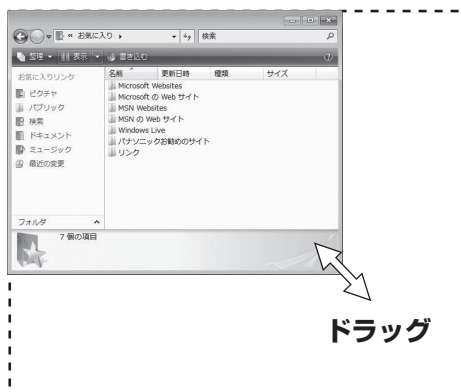 « お気に入り
検索
整理 表示 書き込む
お気に入りリンク
ピクチャ
パブリック
検索
ドキュメント
ミュージック
最近の変更
フォルダ
名前 更新日時 種類 サイズ
Microsoft Websites
Microsoft の Web サイト
MSN Websites
MSN の Web サイト
Windows Live
パナソニックお勧めのサイト
リンク
7 個の項目
ドラッグ